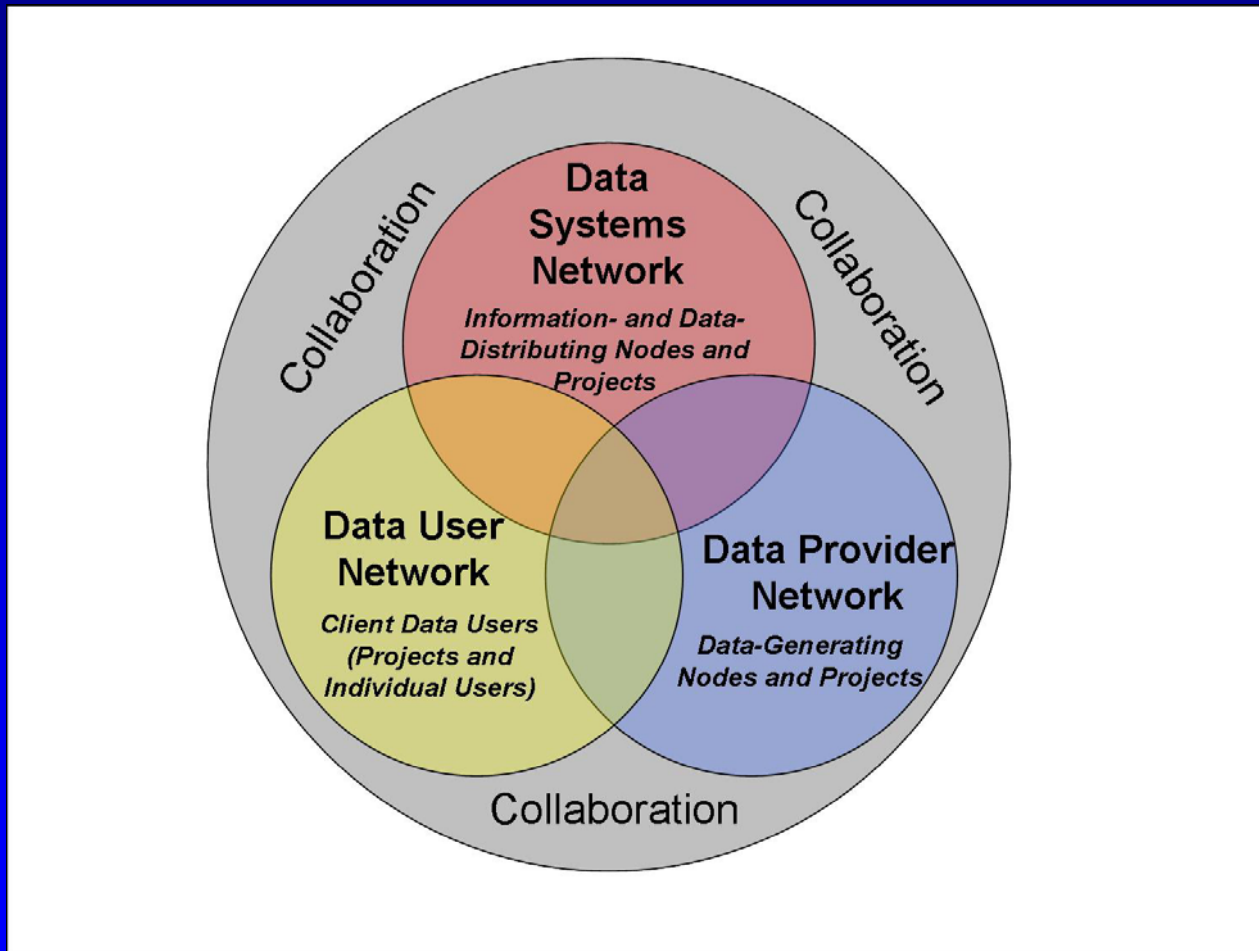 Collaboration
Collaboration
Data
Systems
Network
Information- and Data-
Distributing Nodes and
Projects
Data User
Network
Client Data Users
(Projects and
Individual Users)
Data Provider
Network
Data-Generating
Nodes and Projects
Collaboration